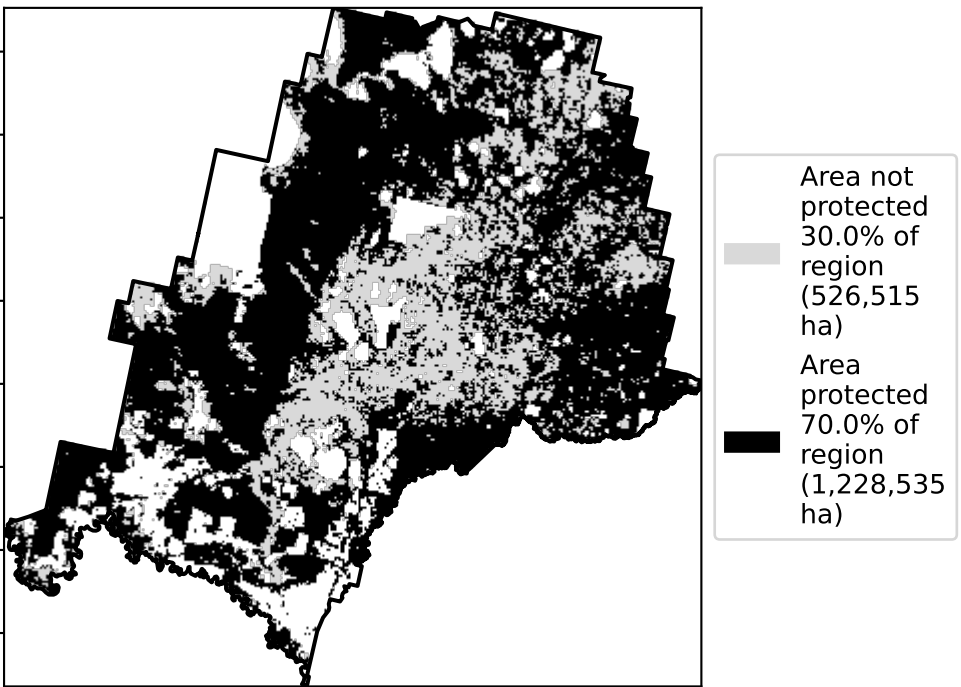 Area not
protected
30.0% of
region
(526,515
ha)
Area
protected
70.0% of
region
(1,228,535
ha)